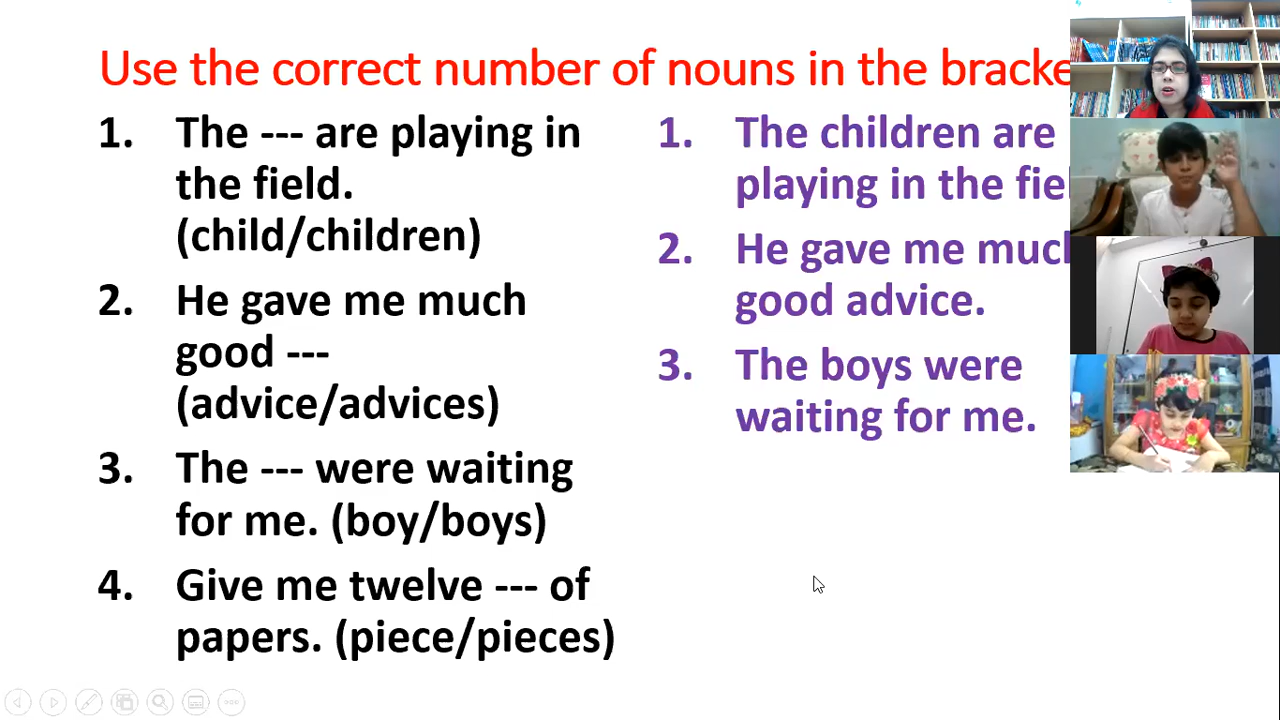 Use the correct number of nouns in the bracke
1. The --- are playing in
the field.
(child/children)
2. He gave me much
good ---
(advice/advices)
3. The --- were waiting
for me. (boy/boys)
4. Give me twelve --- of
papers. (piece/pieces)
1. The children are
playing in the fiel
2. He gave me much
good advice.
3. The boys were
waiting for me.